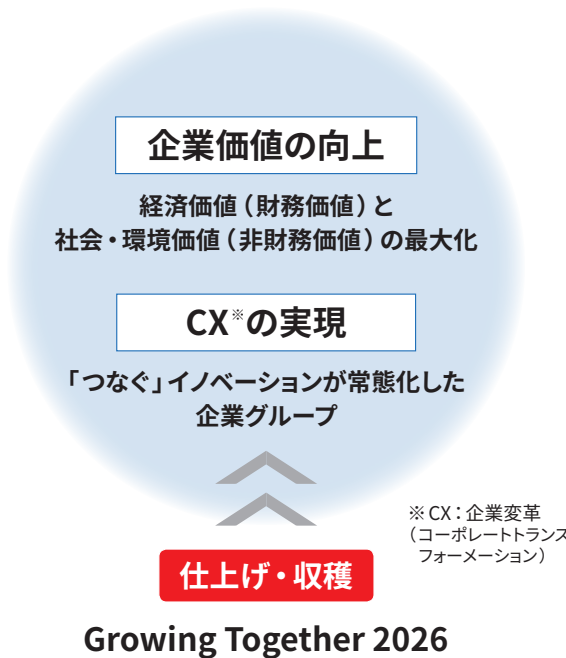 企業価値の向上
経済価値（財務価値）と
社会・環境価値（非財務価値）の最大化
CX※の実現
「つなぐ」イノベーションが常態化した
企業グループ
※CX：企業変革
（コーポレートトランス
フォーメーション）
仕上げ・収穫
Growing Together 2026